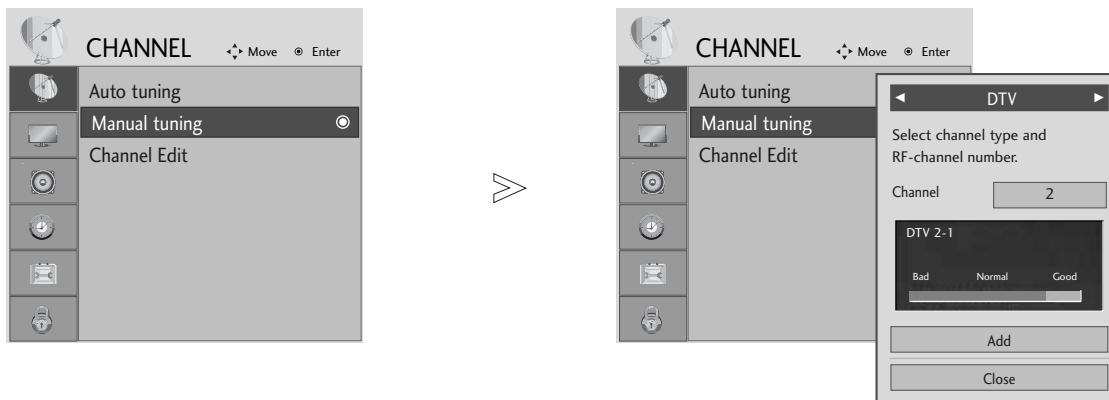 CHANNEL Move Enter
Auto tuning
Manual tuning
Channel Edit
CHANNEL Move Enter
Auto tuning
Manual tuning
Channel Edit
DTV
Select channel type and
RF-channel number.
Channel 2
DTV 2-1
Bad Normal Good
Add
Close